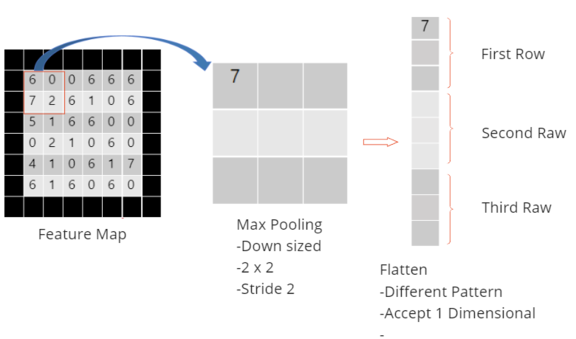 6 0 0 6 6 6
7 2 6 1 0 6
5 1 6 6 0 0
0 2 1 0 6 0
4 1 0 6 1 7
6 1 6 0 6 0
Feature Map
7
Max Pooling
-Down sized
-2 x 2
-Stride 2
7
First Row
Second Raw
Third Raw
Flatten
-Different Pattern
-Accept 1 Dimensional
-